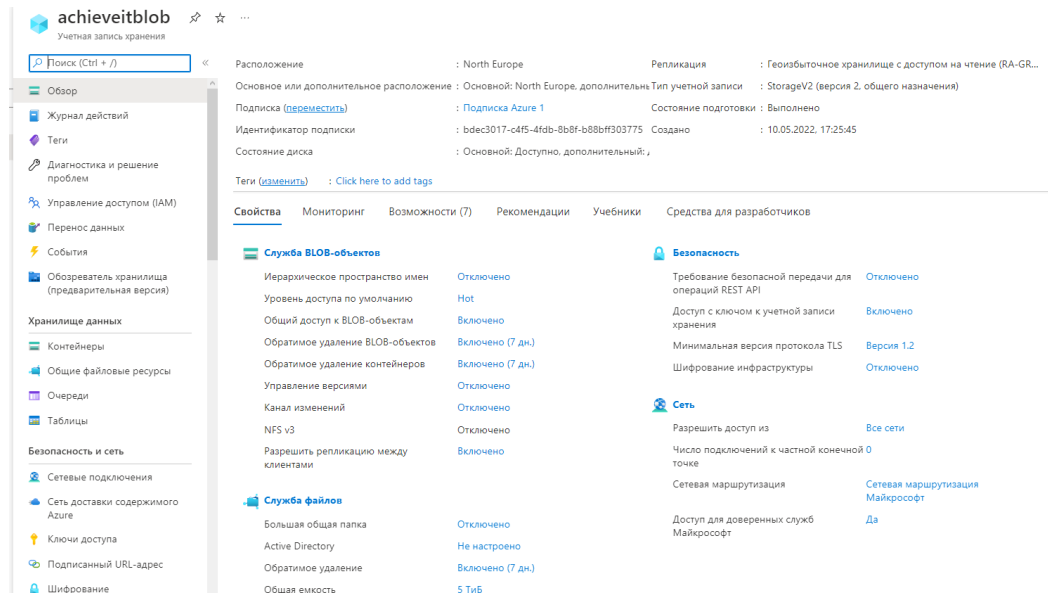 achieveitblob
Учетная запись хранения
Поиск (Ctrl + /)
Обзор
Журнал действий
Теги
Диагностика и решение
проблем
Управление доступом (IAM)
Перенос данных
События
Обозреватель хранилища
(предварительная версия)
Хранилище данных
Контейнеры
Общие файловые ресурсы
Очереди
Таблицы
Безопасность и сеть
Сетевые подключения
Сеть доставки содержимого
Azure
Ключи доступа
Подписанный URL-адрес
Шифрование
Расположение : North Europe
Основное или дополнительное расположение : Основной: North Europe, дополнительн
Подписка (переместить) : Подписка Azure 1
Идентификатор подписки : bdec3017-c4f5-4fdb-8b8f-b88bff303775
Состояние диска : Основной: Доступно, дополнительный:
Репликация : Геоизбыточное хранилище с доступом на чтение (RA-GR...
Тип учетной записи : StorageV2 (версия 2, общего назначения)
Состояние подготовки : Выполнено
Создано : 10.05.2022, 17:25:45
Теги (изменить) : Click here to add tags
Свойства Мониторинг Возможности (7) Рекомендации Учебники Средства для разработчиков
Служба BLOB-объектов
Иерархическое пространство имен Отключено
Уровень доступа по умолчанию Hot
Общий доступ к BLOB-объектам Включено
Обратимое удаление BLOB-объектов Включено (7 дн.)
Обратимое удаление контейнеров Включено (7 дн.)
Управление версиями Отключено
Канал изменений Отключено
NFS v3 Отключено
Разрешить репликацию между Включено
клиентами
Служба файлов
Большая общая папка Отключено
Active Directory Не настроено
Обратимое удаление Включено (7 дн.)
Общая емкость 5 ТиБ
Безопасность
Требование безопасной передачи для Отключено
операций REST API
Доступ с ключом к учетной записи Включено
хранения
Минимальная версия протокола TLS Версия 1.2
Шифрование инфраструктуры Отключено
Сеть
Разрешить доступ из Все сети
Число подключений к частной конечной 0
точке
Сетевая маршрутизация Сетевая маршрутизация
Майкрософт
Доступ для доверенных служб Да
Майкрософт